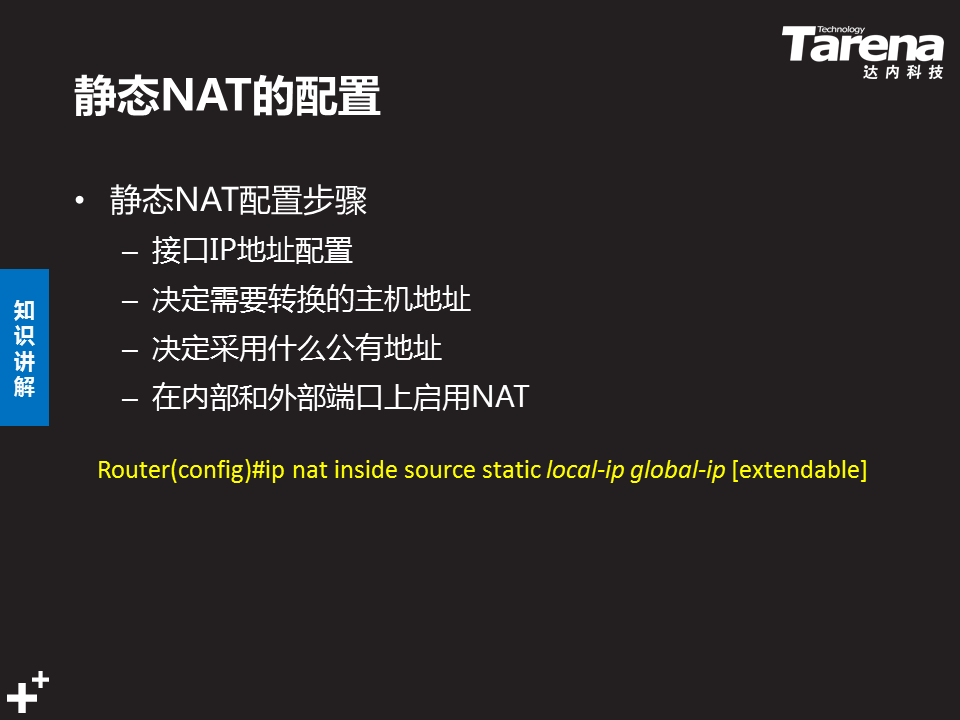 Technology
Tarena
达内科技
静态NAT的配置
• 静态NAT配置步骤
– 接口IP地址配置
– 决定需要转换的主机地址
– 决定采用什么公有地址
– 在内部和外部端口上启用NAT
知识讲解
Router(config)#ip nat inside source static local-ip global-ip [extendable]